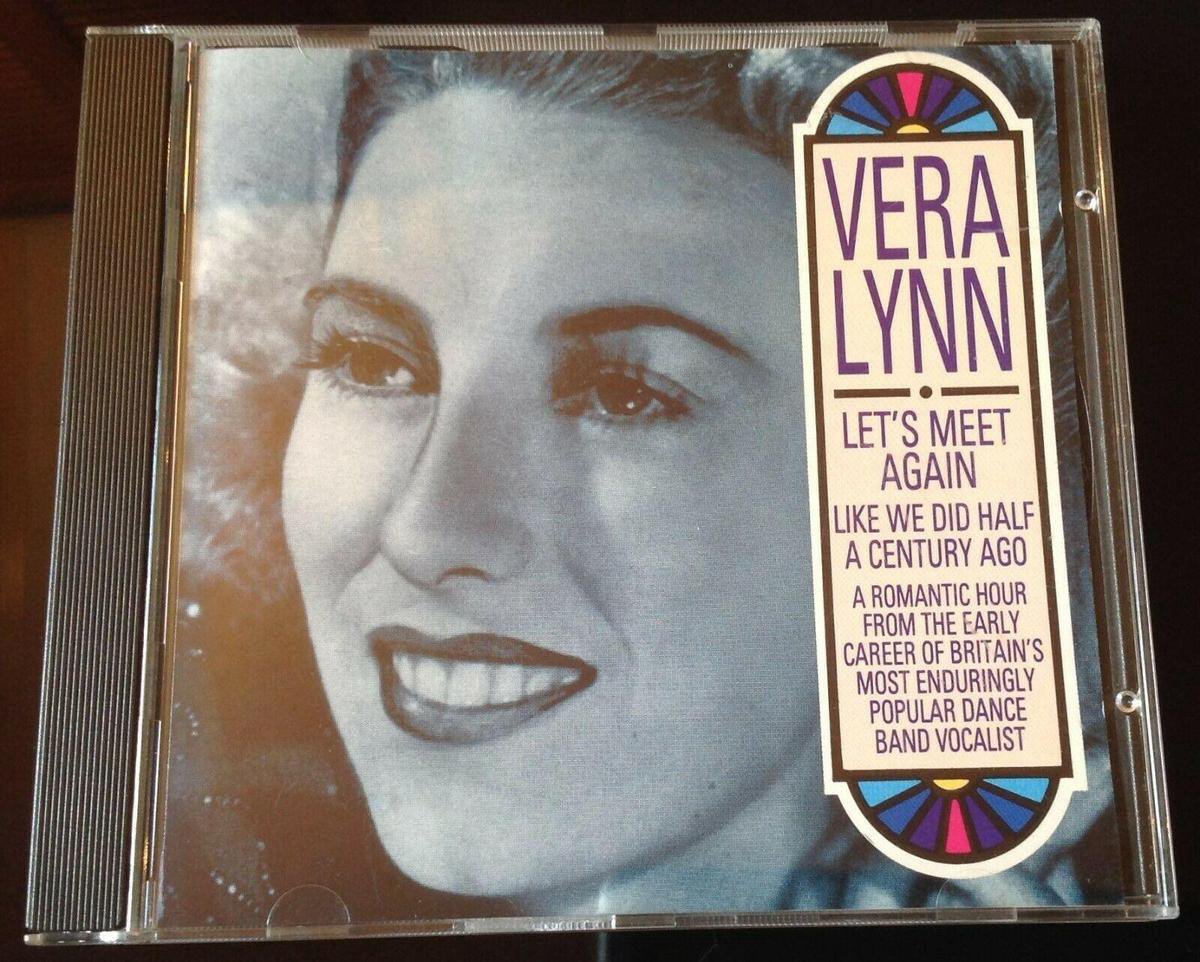 VERA
LYNN
LET'S MEET
AGAIN
LIKE WE DID HALF
A CENTURY AGO
A ROMANTIC HOUR
FROM THE EARLY
CAREER OF BRITAIN'S
MOST ENDURINGLY
POPULAR DANCE
BAND VOCALIST